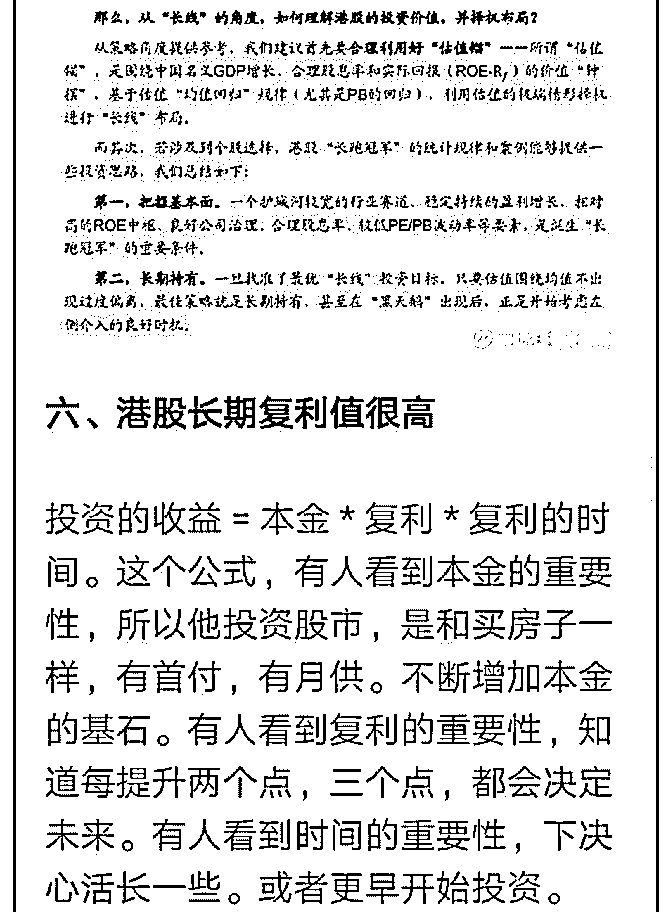 那么，从“长线”的角度，如何理解港股的投资价值，并择机布局？
从策略角度提供参考，我们建议首先要合理利用好“估值锚”——所谓“估值
锚”，是围绕中国名义GDP增长、合理股息率和实际回报（ROE-Rf）的价值“钟
摆”，基于估值“均值回归”规律（尤其是PB的回归），利用估值的极端情形择机
进行“长线”布局。
而其次，若涉及到个股选择，港股“长跑冠军”的统计规律和案例能够提供一
些投资思路，我们总结如下：
第一，把握基本面。一个护城河较宽的行业赛道、稳定持续的盈利增长、相对
高的ROE中枢、良好公司治理、合理股息率、较低PE/PB波动率等要素，是诞生“长
跑冠军”的重要条件。
第二，长期持有。一旦找准了最优“长线”投资目标，只要估值围绕均值不出
现过度偏离，最佳策略就是长期持有，甚至在“黑天鹅”出现后，正是开始考虑左
侧介入的良好时机。
六、港股长期复利值很高
投资的收益 = 本金 * 复利 * 复利的时
间。这个公式，有人看到本金的重要
性，所以他投资股市，是和买房子一
样，有首付，有月供。不断增加本金
的基石。有人看到复利的重要性，知
道每提升两个点，三个点，都会决定
未来。有人看到时间的重要性，下决
心活长一些。或者更早开始投资。